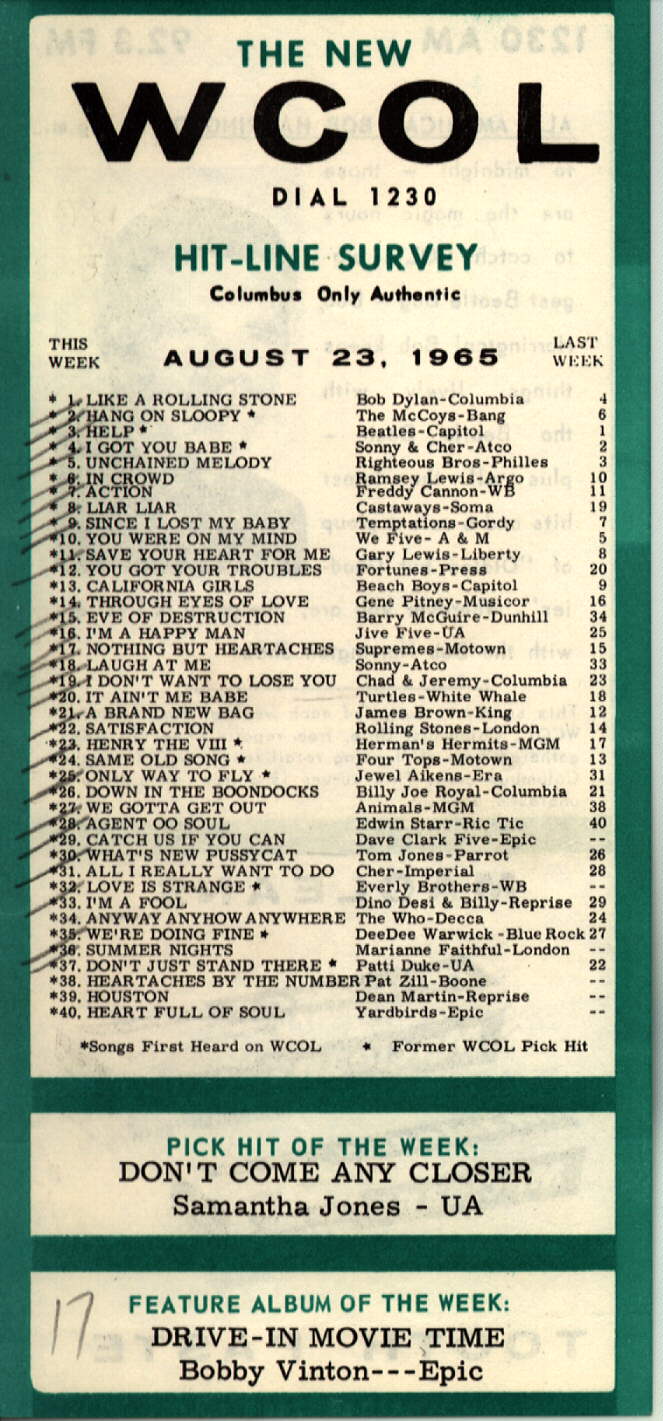 THE NEW
WCOL
DIAL 1230
HIT-LINE SURVEY
Columbus Only Authentic
THIS WEEK AUGUST 23, 1965 LAST WEEK
* 1. LIKE A ROLLING STONE Bob Dylan-Columbia 4
* 2. HANG ON SLOOPY * The McCoys-Bang 6
* 3. HELP * Beatles-Capitol 1
* 4. I GOT YOU BABE * Sonny & Cher-Atco 2
* 5. UNCHAINED MELODY Righteous Bros-Philles 3
* 6. IN CROWD Ramsey Lewis-Argo 10
* 7. ACTION Freddy Cannon-WB 11
* 8. LIAR LIAR Castaways-Soma 19
* 9. SINCE I LOST MY BABY Temptations-Gordy 7
*10. YOU WERE ON MY MIND We Five- A & M 5
*11. SAVE YOUR HEART FOR ME Gary Lewis-Liberty 8
*12. YOU GOT YOUR TROUBLES Fortunes-Press 20
*13. CALIFORNIA GIRLS Beach Boys-Capitol 9
*14. THROUGH EYES OF LOVE Gene Pitney-Musicor 16
*15. EVE OF DESTRUCTION Barry McGuire-Dunhill 34
*16. I'M A HAPPY MAN Jive Five-UA 25
*17. NOTHING BUT HEARTACHES Supremes-Motown 15
*18. LAUGH AT ME Sonny-Atco 33
*19. I DON'T WANT TO LOSE YOU Chad & Jeremy-Columbia 23
*20. IT AIN'T ME BABE Turtles-White Whale 18
*21. A BRAND NEW BAG James Brown-King 12
*22. SATISFACTION Rolling Stones-London 14
*23. HENRY THE VIII * Herman's Hermits-MGM 17
*24. SAME OLD SONG * Four Tops-Motown 13
*25. ONLY WAY TO FLY * Jewel Aikens-Era 31
*26. DOWN IN THE BOONDOCKS Billy Joe Royal-Columbia 21
*27. WE GOTTA GET OUT Animals-MGM 38
*28. AGENT OO SOUL Edwin Starr-Ric Tic 40
*29. CATCH US IF YOU CAN Dave Clark Five-Epic --
*30. WHAT'S NEW PUSSYCAT Tom Jones-Parrot 26
*31. ALL I REALLY WANT TO DO Cher-Imperial 28
*32. LOVE IS STRANGE * Everly Brothers-WB --
*33. I'M A FOOL Dino Desi & Billy-Reprise 29
*34. ANYWAY ANYHOW ANYWHERE The Who-Decca 24
*35. WE'RE DOING FINE * DeeDee Warwick -Blue Rock 27
*36. SUMMER NIGHTS Marianne Faithful-London --
*37. DON'T JUST STAND THERE * Patti Duke-UA 22
*38. HEARTACHES BY THE NUMBER Pat Zill-Boone --
*39. HOUSTON Dean Martin-Reprise --
*40. HEART FULL OF SOUL Yardbirds-Epic --
*Songs First Heard on WCOL * Former WCOL Pick Hit
PICK HIT OF THE WEEK:
DON'T COME ANY CLOSER
Samantha Jones - UA
17
FEATURE ALBUM OF THE WEEK:
DRIVE-IN MOVIE TIME
Bobby Vinton---Epic